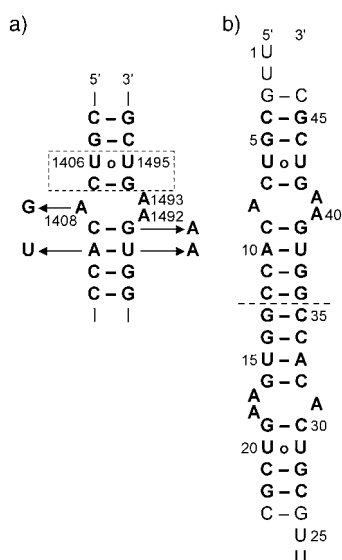 a)
5' 3'
C – G
G – C
1406 U o U 1495
C – G
A 1493
G A
1408 A 1492
C – G A
U A – U A
C – G
C – G
b)
5' 3'
1 U
U
G – C
C – G 45
5 G – C
U o U
C – G
A
A
A 40
C – G
10 A – U
C – G
C – G
G – C 35
G – C
15 U – A
G – C
A
A
A
G – C 30
20 U o U
C – G
G – C
C – G
U 25
U